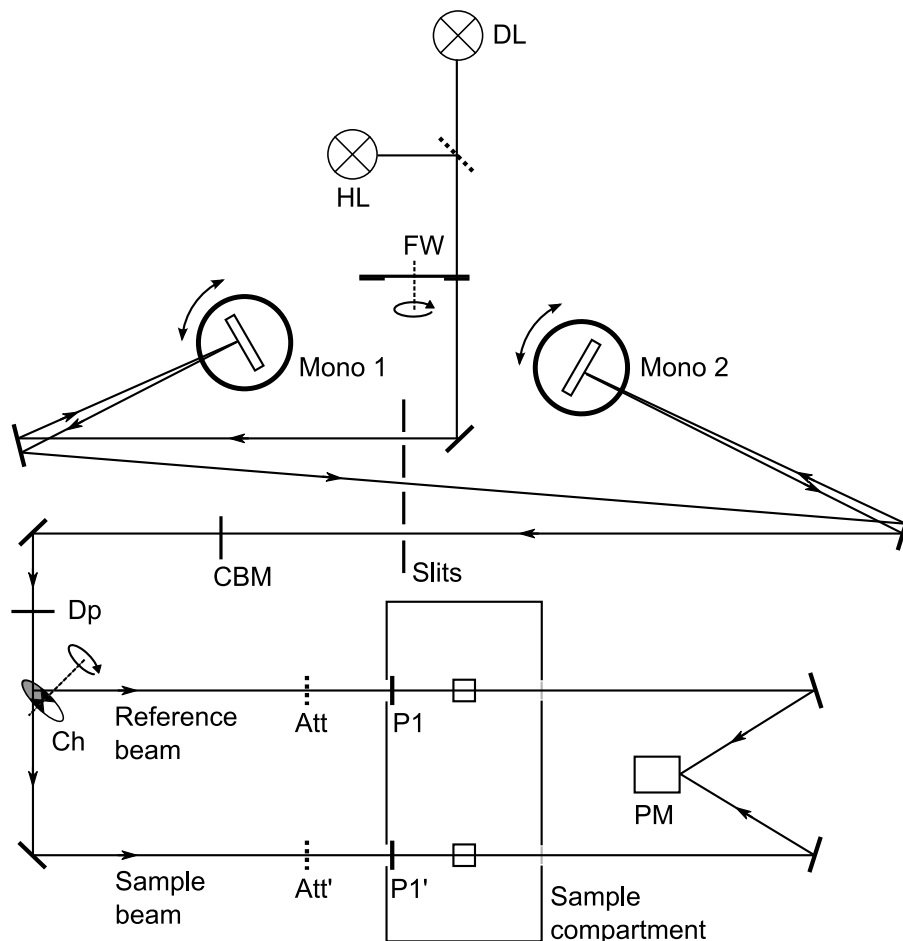 DL
HL
FW
Mono 1
Mono 2
CBM
Slits
Dp
Ch
Reference
beam
Att
P1
PM
Sample
beam
Att'
P1'
Sample
compartment